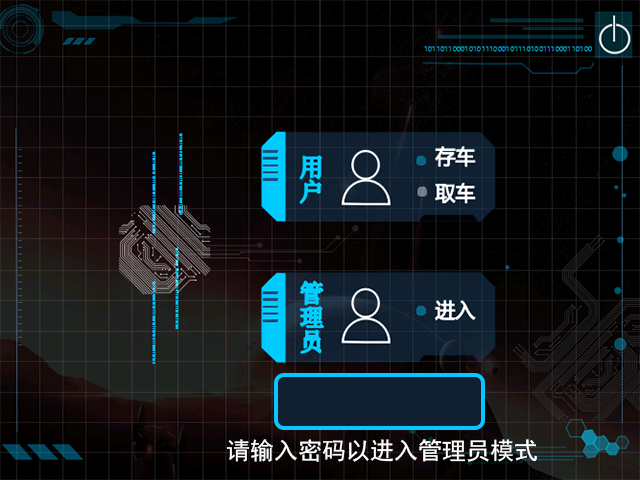 用户
存车
取车
管理员
进入
请输入密码以进入管理员模式